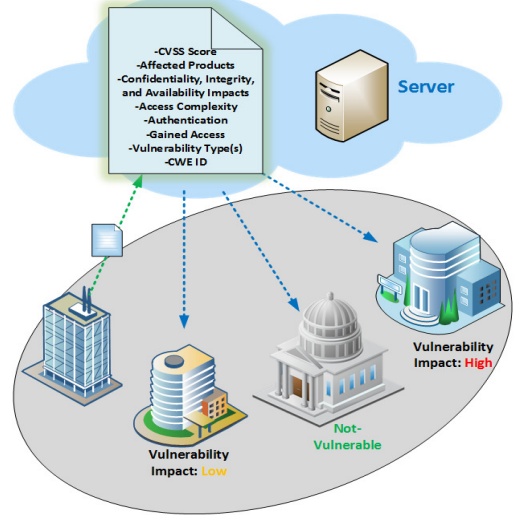 -CVSS Score
-Affected Products
-Confidentiality, Integrity,
and Availability Impacts
-Access Complexity
-Authentication
-Gained Access
-Vulnerability Type(s)
-CWE ID
Server
Vulnerability
Impact: High
Not-
Vulnerable
Vulnerability
Impact: Low